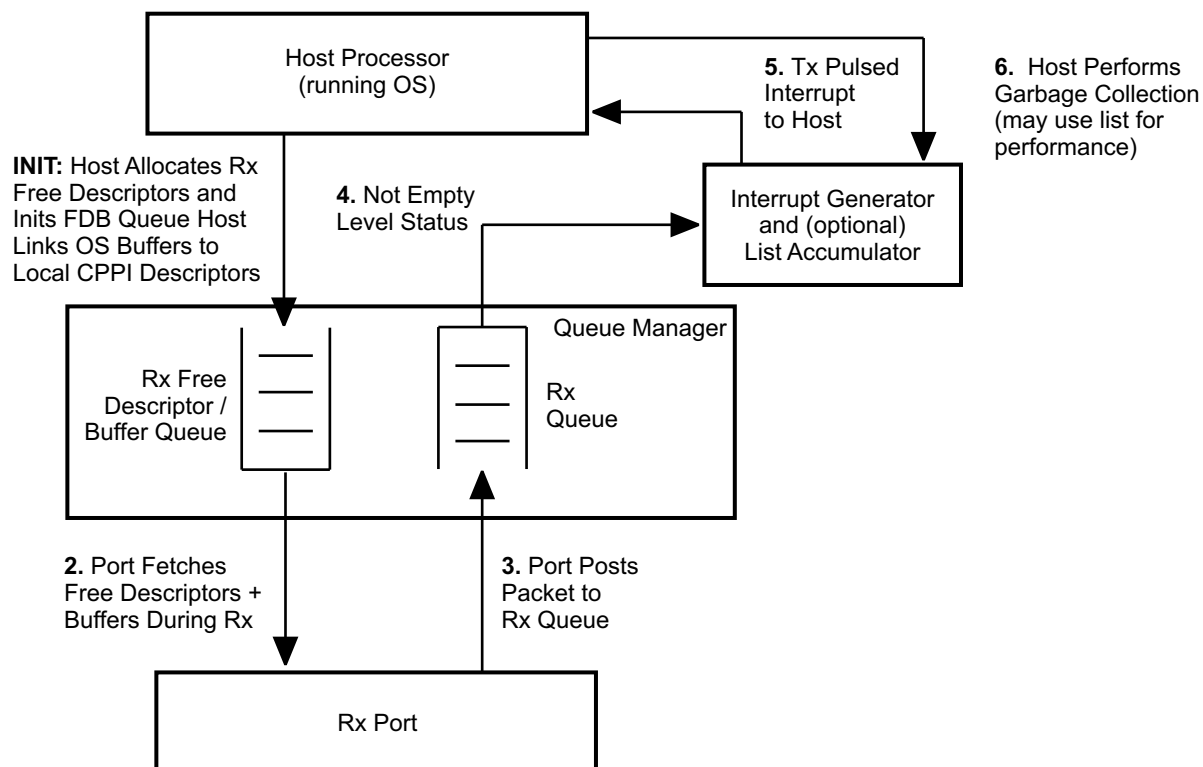 Host Processor
(running OS)
5. Tx Pulsed
Interrupt
to Host
6. Host Performs
Garbage Collection
(may use list for
performance)
INIT: Host Allocates Rx
Free Descriptors and
Inits FDB Queue Host
Links OS Buffers to
Local CPPI Descriptors
4. Not Empty
Level Status
Interrupt Generator
and (optional)
List Accumulator
Queue Manager
Rx Free
Descriptor /
Buffer Queue
Rx
Queue
2. Port Fetches
Free Descriptors +
Buffers During Rx
3. Port Posts
Packet to
Rx Queue
Rx Port